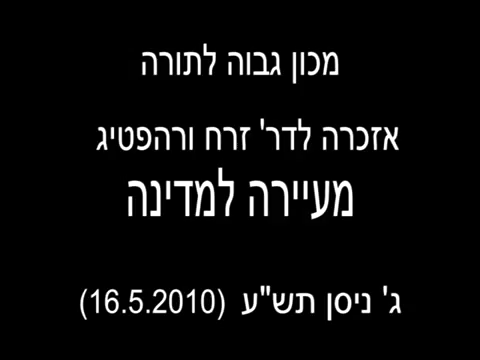 מכון גבוה לתורה
אזכרה לדר' זרח ורהפטיג
מעיירה למדינה
ג' ניסן תש"ע (16.5.2010)